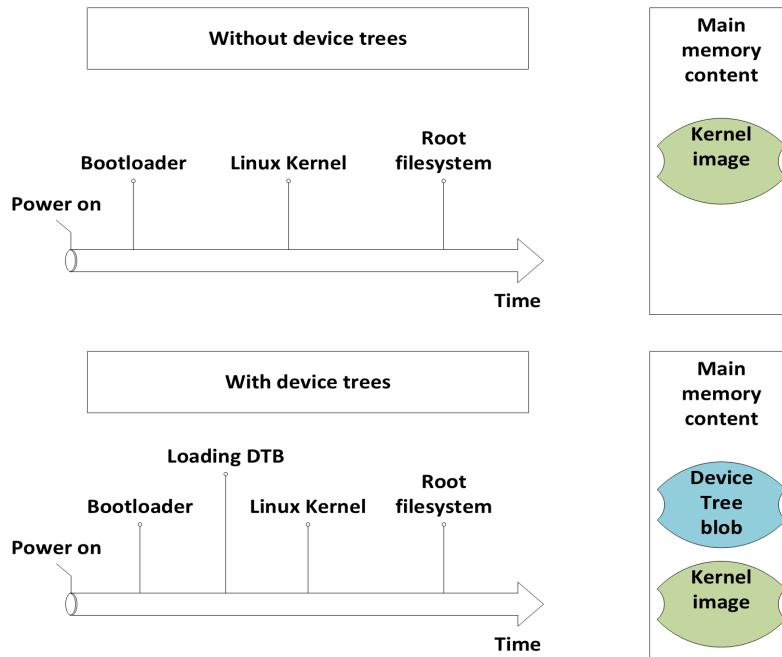 Without device trees
Main
memory
content
Kernel
image
Root
filesystem
Bootloader
Linux Kernel
Power on
Time
With device trees
Main
memory
content
Loading DTB
Root
filesystem
Bootloader
Linux Kernel
Device
Tree
blob
Power on
Kernel
image
Time